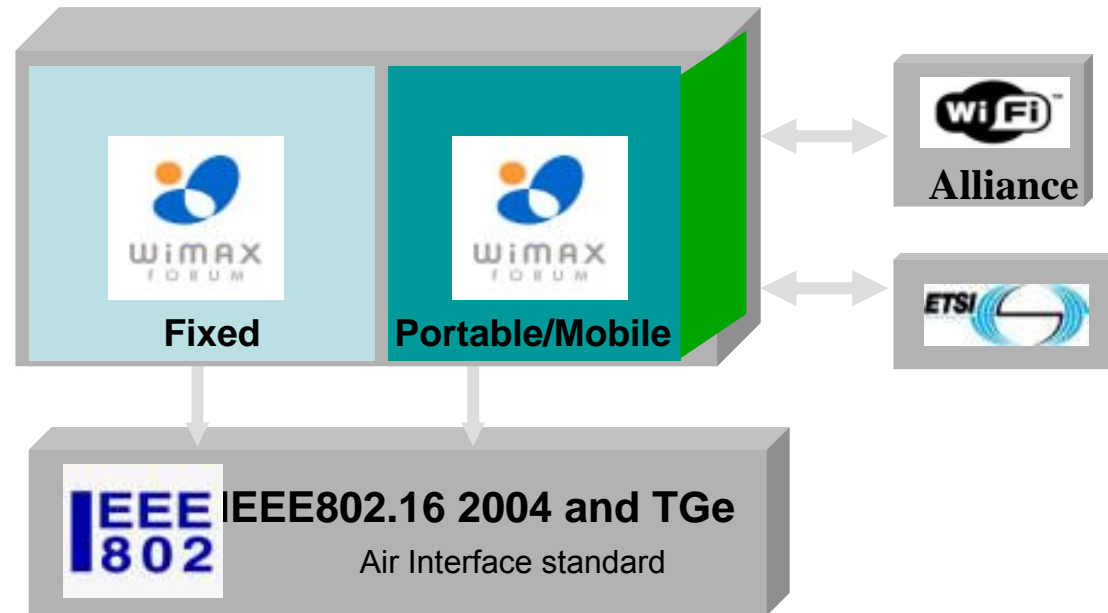 WiMAX
FORUM
Fixed
WiMAX
FORUM
Portable/Mobile
Wi Fi™
Alliance
ETSI
IEEE
802
IEEE802.16 2004 and TGe
Air Interface standard